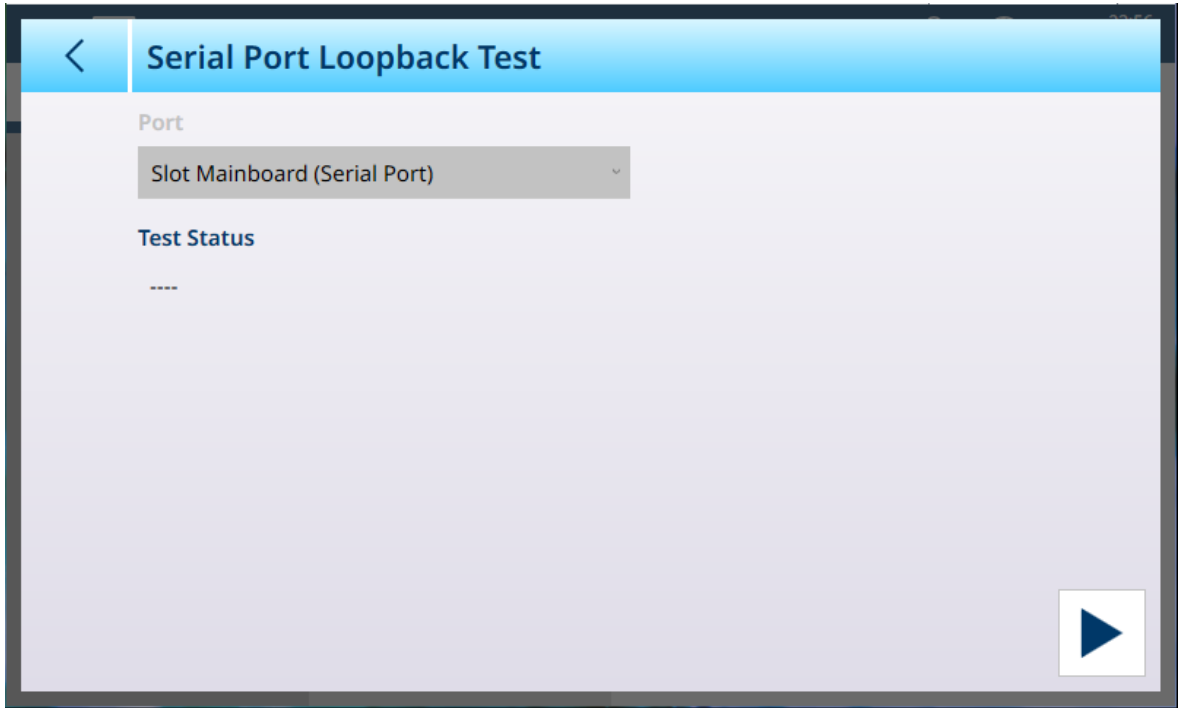 Serial Port Loopback Test
Port
Slot Mainboard (Serial Port)
Test Status
----